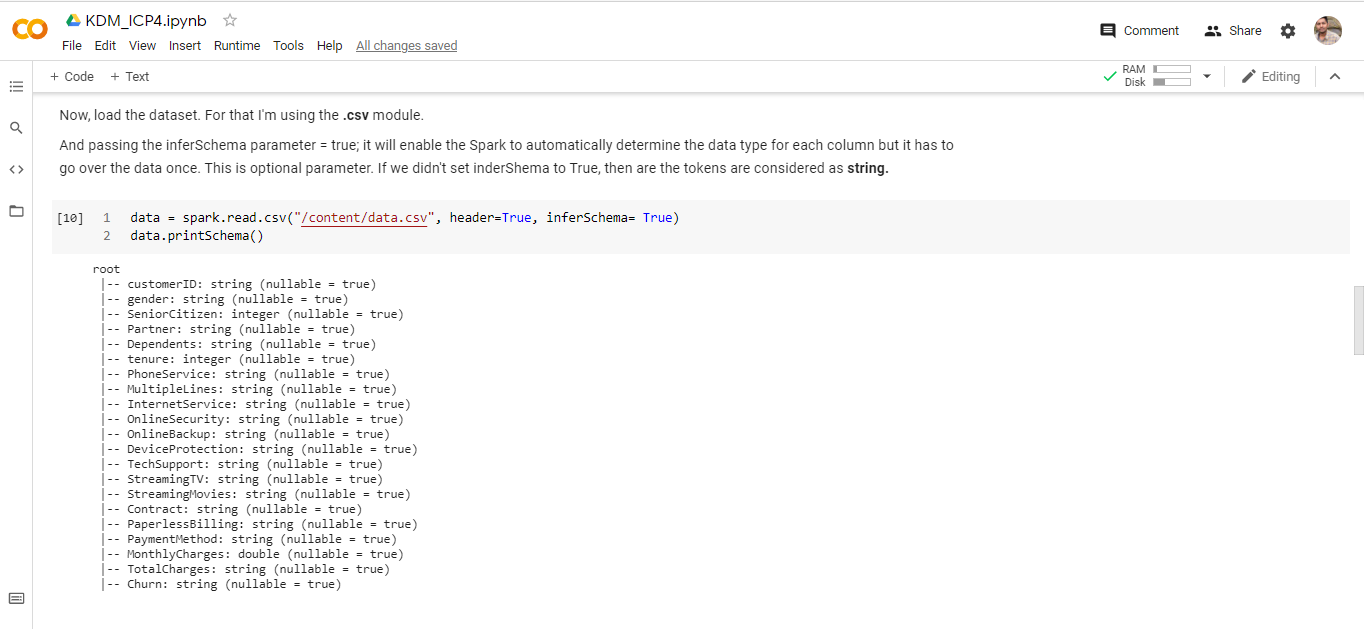 KDM_ICP4.ipynb
Comment Share
File Edit View Insert Runtime Tools Help All changes saved
+ Code + Text
RAM
Disk
Editing
Now, load the dataset. For that I'm using the .csv module.
And passing the inferSchema parameter = true; it will enable the Spark to automatically determine the data type for each column but it has to
go over the data once. This is optional parameter. If we didn't set inderShema to True, then are the tokens are considered as string.
[10] 1 data = spark.read.csv("/content/data.csv", header=True, inferSchema= True)
2 data.printSchema()
root
|-- customerID: string (nullable = true)
|-- gender: string (nullable = true)
|-- SeniorCitizen: integer (nullable = true)
|-- Partner: string (nullable = true)
|-- Dependents: string (nullable = true)
|-- tenure: integer (nullable = true)
|-- PhoneService: string (nullable = true)
|-- MultipleLines: string (nullable = true)
|-- InternetService: string (nullable = true)
|-- OnlineSecurity: string (nullable = true)
|-- OnlineBackup: string (nullable = true)
|-- DeviceProtection: string (nullable = true)
|-- TechSupport: string (nullable = true)
|-- StreamingTV: string (nullable = true)
|-- StreamingMovies: string (nullable = true)
|-- Contract: string (nullable = true)
|-- PaperlessBilling: string (nullable = true)
|-- PaymentMethod: string (nullable = true)
|-- MonthlyCharges: double (nullable = true)
|-- TotalCharges: string (nullable = true)
|-- Churn: string (nullable = true)